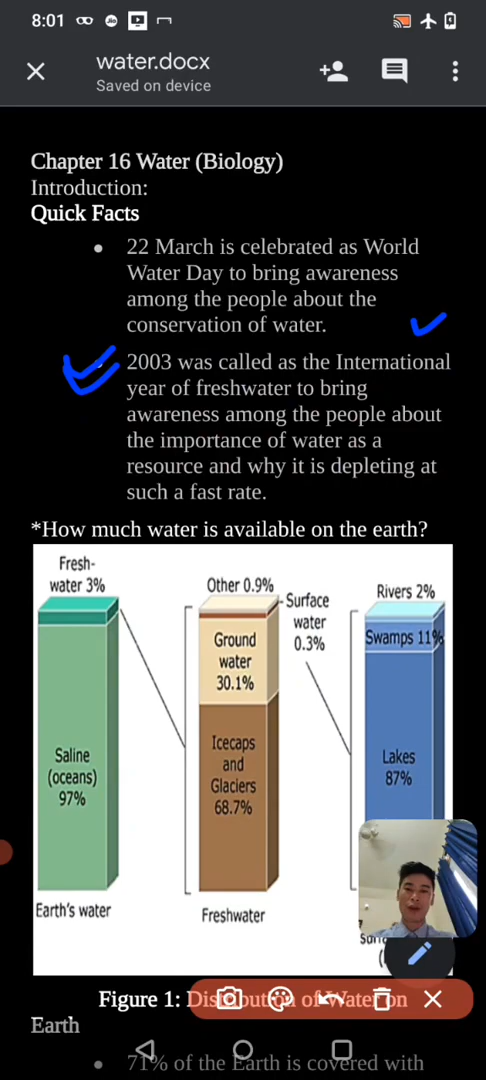 8:01
water.docx
Saved on device
Chapter 16 Water (Biology)
Introduction:
Quick Facts
22 March is celebrated as World
Water Day to bring awareness
among the people about the
conservation of water.
2003 was called as the International
year of freshwater to bring
awareness among the people about
the importance of water as a
resource and why it is depleting at
such a fast rate.
*How much water is available on the earth?
Fresh-
water 3%
Saline
(oceans)
97%
Earth's water
Other 0.9%
Surface
water
0.3%
Ground
water
30.1%
Icecaps
and
Glaciers
68.7%
Freshwater
Rivers 2%
Swamps 11%
Lakes
87%
Figure 1: Distribution of Water on
Earth
71% of the Earth is covered with